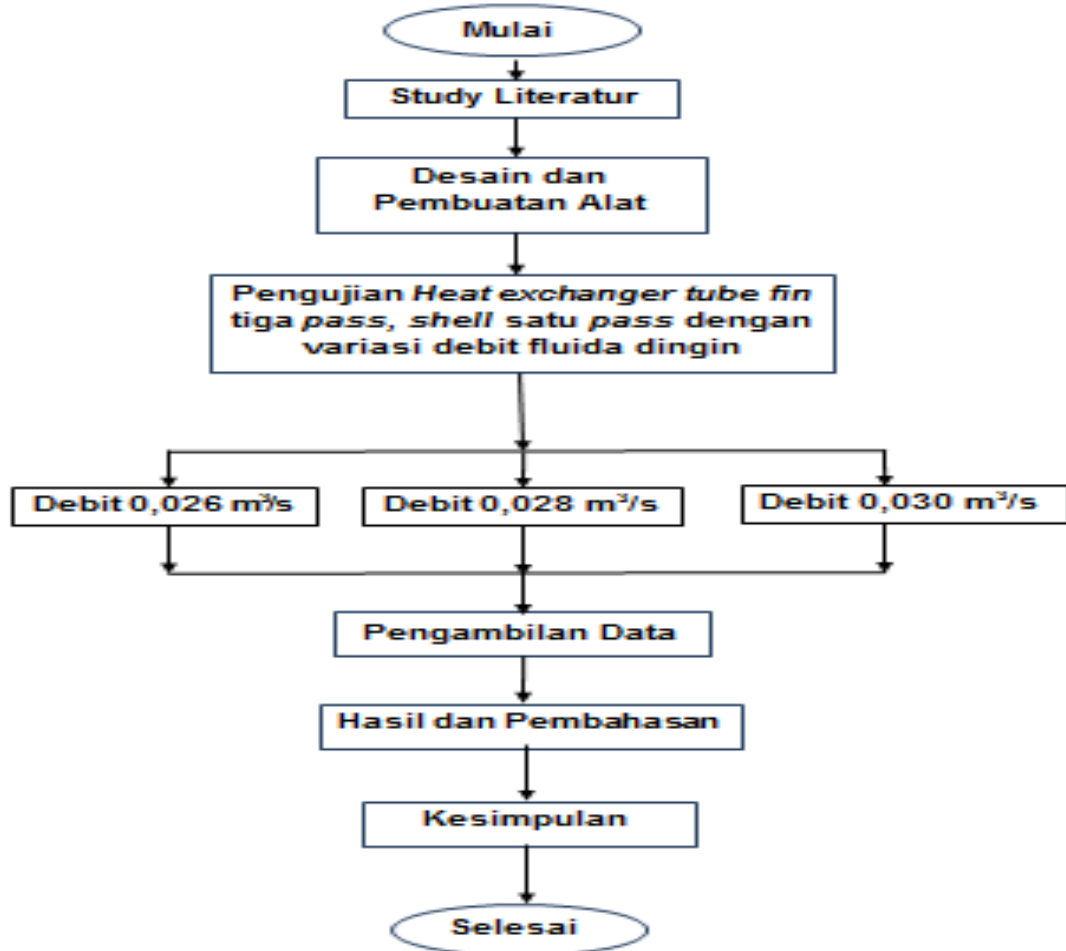 Mulai
Study Literatur
Desain dan
Pembuatan Alat
Pengujian Heat exchanger tube fin
tiga pass, shell satu pass dengan
variasi debit fluida dingin
Debit 0,026 m³/s
Debit 0,028 m³/s
Debit 0,030 m³/s
Pengambilan Data
Hasil dan Pembahasan
Kesimpulan
Selesai